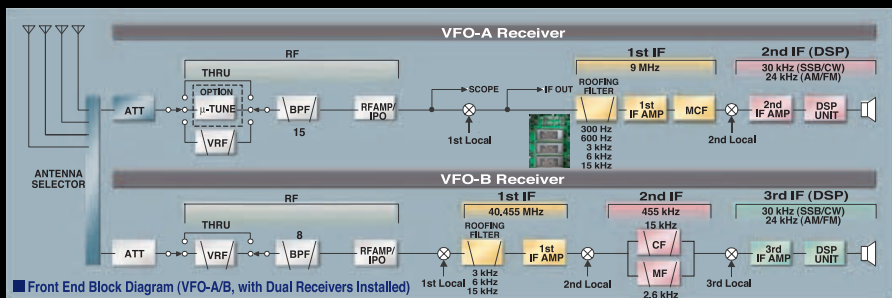 VFO-A Receiver
RF
1st IF
2nd IF (DSP)
9 MHz
30 kHz (SSB/CW)
24 kHz (AM/FM)
THRU
OPTION
μ-TUNE
SCOPE
IF OUT
ROOFING
FILTER
ATT
BPF
RFAMP/
IPO
1st
IF AMP
MCF
2nd
IF AMP
DSP
UNIT
15
VRF
1st Local
300 Hz
600 Hz
3 kHz
6 kHz
15 kHz
2nd Local
ANTENNA
SELECTOR
VFO-B Receiver
RF
1st IF
2nd IF
3rd IF (DSP)
40.455 MHz
455 kHz
30 kHz (SSB/CW)
24 kHz (AM/FM)
THRU
8
ROOFING
FILTER
15 kHz
CF
ATT
VRF
BPF
RFAMP/
IPO
1st
IF AMP
3rd
IF AMP
DSP
UNIT
MF
1st Local
3 kHz
6 kHz
15 kHz
2nd Local
2.6 kHz
3rd Local
Front End Block Diagram (VFO-A/B, with Dual Receivers Installed)